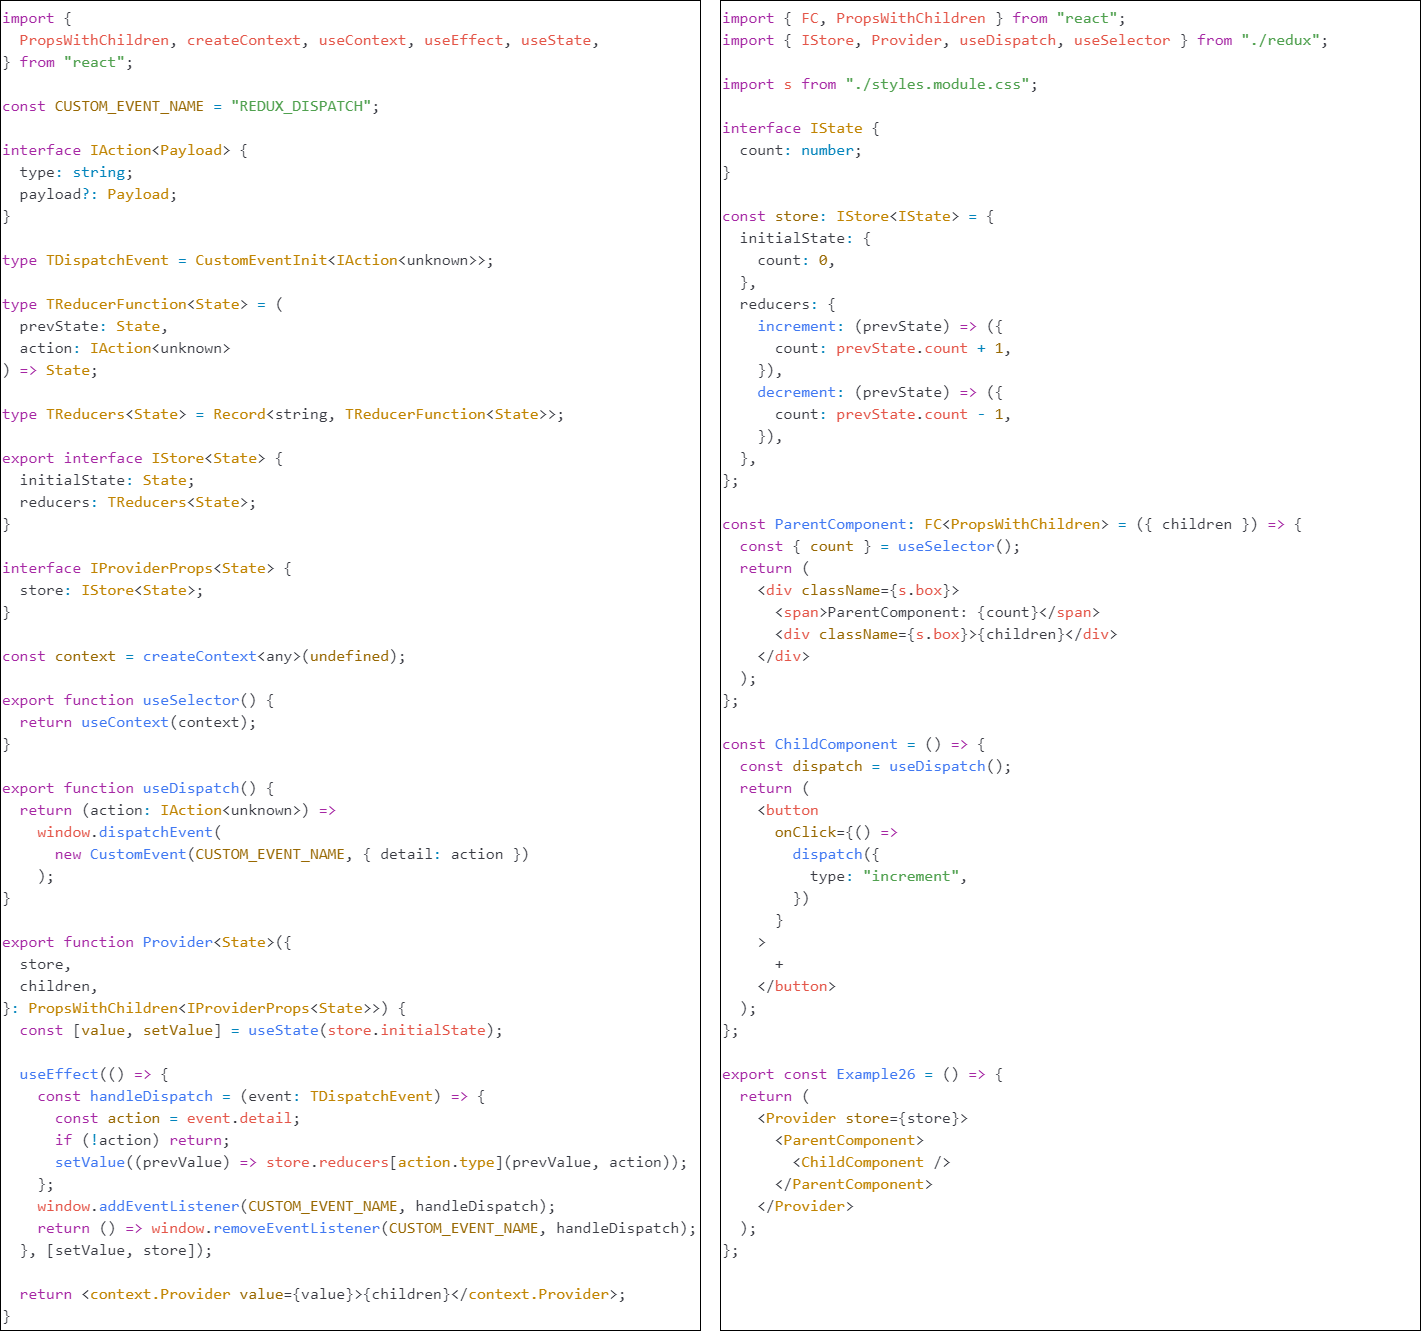 import {
  PropsWithChildren, createContext, useContext, useEffect, useState,
} from "react";

const CUSTOM_EVENT_NAME = "REDUX_DISPATCH";

interface IAction<Payload> {
  type: string;
  payload?: Payload;
}

type TDispatchEvent = CustomEventInit<IAction<unknown>>;

type TReducerFunction<State> = (
  prevState: State,
  action: IAction<unknown>
) => State;

type TReducers<State> = Record<string, TReducerFunction<State>>;

export interface IStore<State> {
  initialState: State;
  reducers: TReducers<State>;
}

interface IProviderProps<State> {
  store: IStore<State>;
}

const context = createContext<any>(undefined);

export function useSelector() {
  return useContext(context);
}

export function useDispatch() {
  return (action: IAction<unknown>) =>
    window.dispatchEvent(
      new CustomEvent(CUSTOM_EVENT_NAME, { detail: action })
    );
}

export function Provider<State>({
  store,
  children,
}: PropsWithChildren<IProviderProps<State>>) {
  const [value, setValue] = useState(store.initialState);

  useEffect(() => {
    const handleDispatch = (event: TDispatchEvent) => {
      const action = event.detail;
      if (!action) return;
      setValue((prevValue) => store.reducers[action.type](prevValue, action));
    };
    window.addEventListener(CUSTOM_EVENT_NAME, handleDispatch);
    return () => window.removeEventListener(CUSTOM_EVENT_NAME, handleDispatch);
  }, [setValue, store]);

  return <context.Provider value={value}>{children}</context.Provider>;
}
import { FC, PropsWithChildren } from "react";
import { IStore, Provider, useDispatch, useSelector } from "./redux";

import s from "./styles.module.css";

interface IState {
  count: number;
}

const store: IStore<IState> = {
  initialState: {
    count: 0,
  },
  reducers: {
    increment: (prevState) => ({
      count: prevState.count + 1,
    }),
    decrement: (prevState) => ({
      count: prevState.count - 1,
    }),
  },
};

const ParentComponent: FC<PropsWithChildren> = ({ children }) => {
  const { count } = useSelector();
  return (
    <div className={s.box}>
      <span>ParentComponent: {count}</span>
      <div className={s.box}>{children}</div>
    </div>
  );
};

const ChildComponent = () => {
  const dispatch = useDispatch();
  return (
    <button
      onClick={() =>
        dispatch({
          type: "increment",
        })
      }
    >
      +
    </button>
  );
};

export const Example26 = () => {
  return (
    <Provider store={store}>
      <ParentComponent>
        <ChildComponent />
      </ParentComponent>
    </Provider>
  );
};